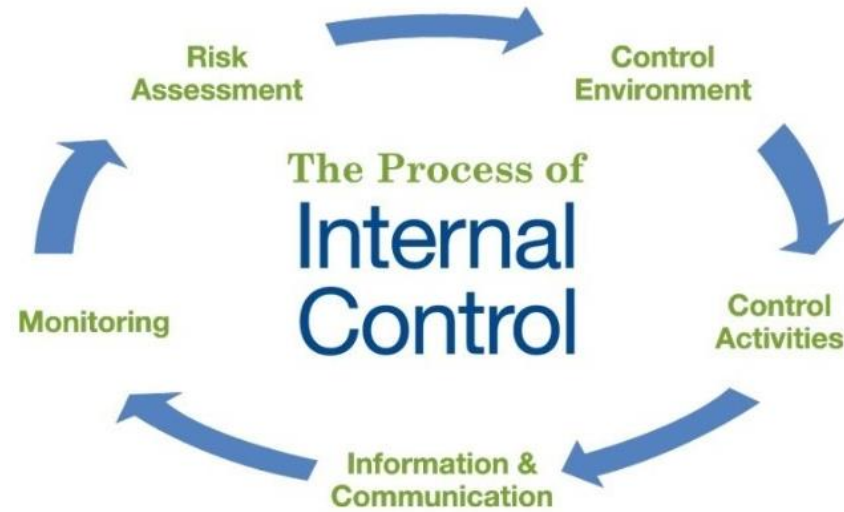 Risk
Assessment
Control
Environment
The Process of
Internal
Control
Control
Activities
Information &
Communication
Monitoring